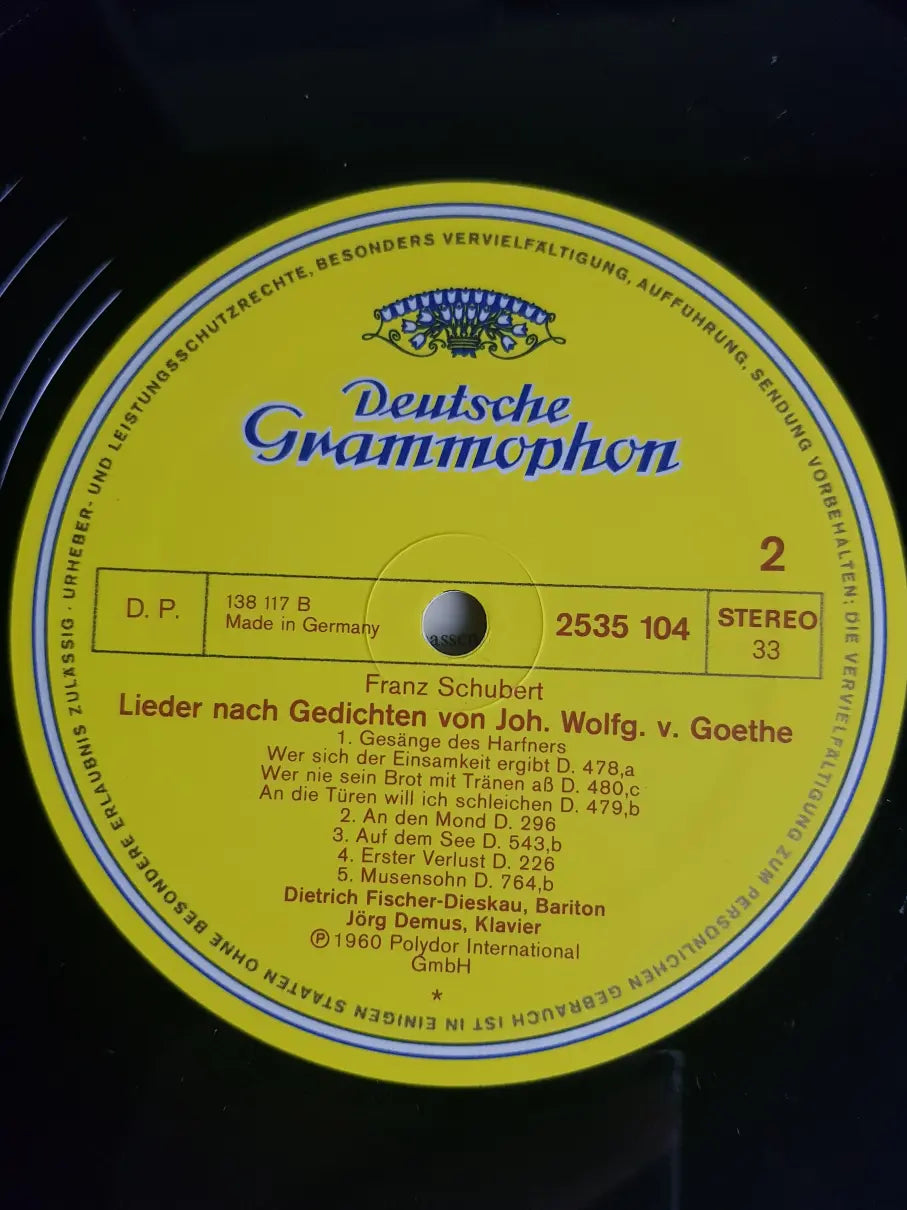 Deutsche
Grammophon
2
D. P.
138 117 B
Made in Germany
assen
2535 104
STEREO
33
Franz Schubert
Lieder nach Gedichten von Joh. Wolfg. v. Goethe
1. Gesänge des Harfners
Wer sich der Einsamkeit ergibt D. 478,a
Wer nie sein Brot mit Tränen aß D. 480,c
An die Türen will ich schleichen D. 479,b
2. An den Mond D. 296
3. Auf dem See D. 543,b
4. Erster Verlust D. 226
5. Musensohn D. 764,b
Dietrich Fischer-Dieskau, Bariton
Jörg Demus, Klavier
℗ 1960 Polydor International
GmbH
*
URHEBER- UND LEISTUNGSSCHUTZRECHTE, BESONDERS VERVIELFÄLTIGUNG, AUFFÜHRUNG, SENDUNG VORBEHALTEN; DIE VERVIELFÄLTIGUNG ZUM PERSÖNLICHEN GEBRAUCH IST IN EINIGEN STAATEN OHNE BESONDERE ERLAUBNIS ZULÄSSIG ·